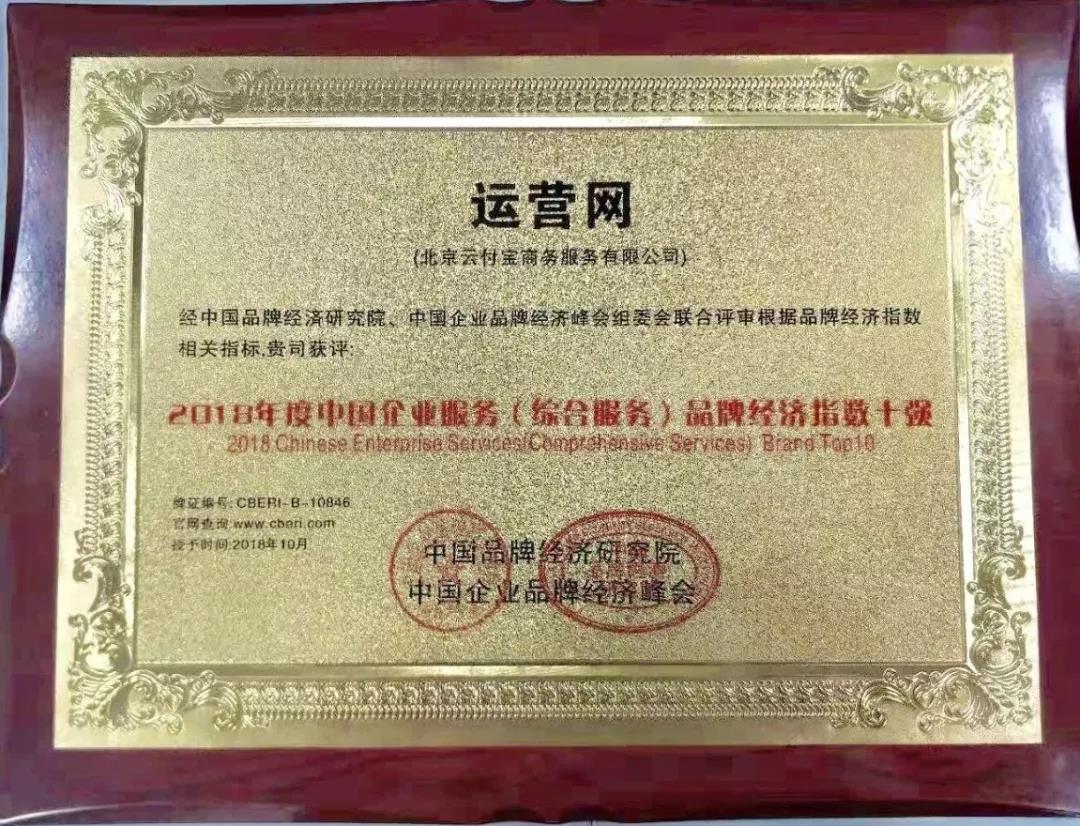 运营网
(北京云付宝商务服务有限公司)
经中国品牌经济研究院、中国企业品牌经济峰会组委会联合评审根据品牌经济指数
相关指标,贵司获评:
2018年度中国企业服务（综合服务）品牌经济指数十强
2018 Chinese Enterprise Services(Comprehensive Services) Brand Top10
牌证编号: CBERI-B-10846
官网查询:www.cberi.com
授予时间:2018年10月
中国品牌经济研究院
中国企业品牌经济峰会